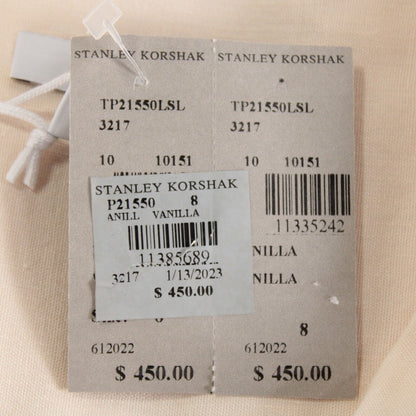 STANLEY KORSHAK
TP21550LSL
3217
10 10151
STANLEY KORSHAK
P21550 8
ANILL VANILLA
11385689
3217 1/13/2023
$ 450.00
612022
$ 450.00
STANLEY KORSHAK
TP21550LSL
3217
10 10151
11335242
NILLA
NILLA
8
612022
$ 450.00